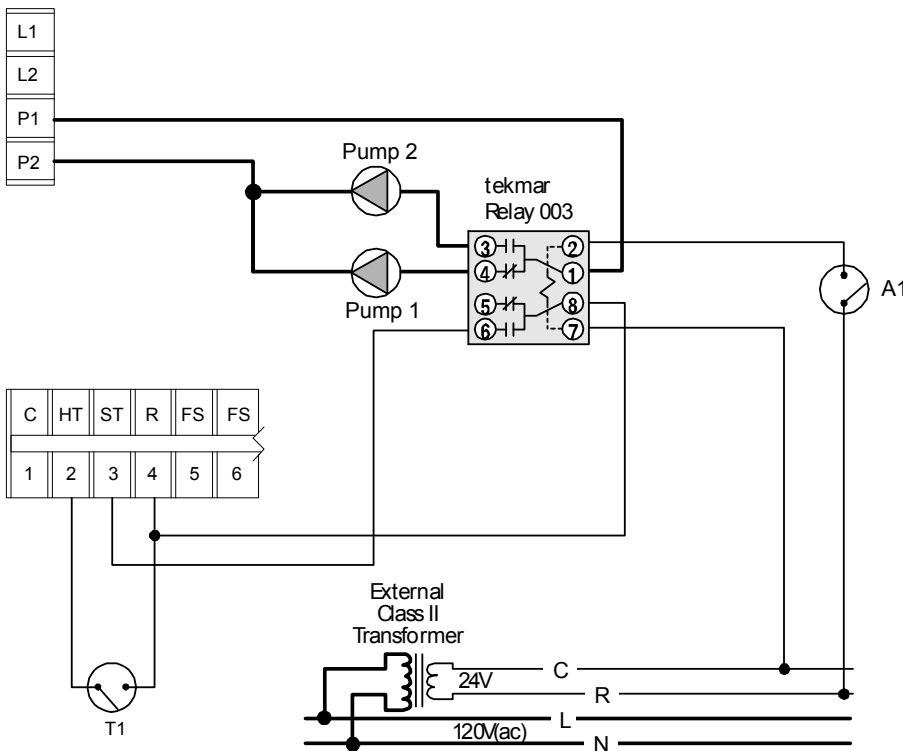 L1
L2
P1
P2
Pump 2
Pump 1
tekmar
Relay 003
3
2
4
1
5
8
6
7
A1
C HT ST R FS FS
1 2 3 4 5 6
T1
External
Class II
Transformer
24V
C
R
L
120V(ac)
N